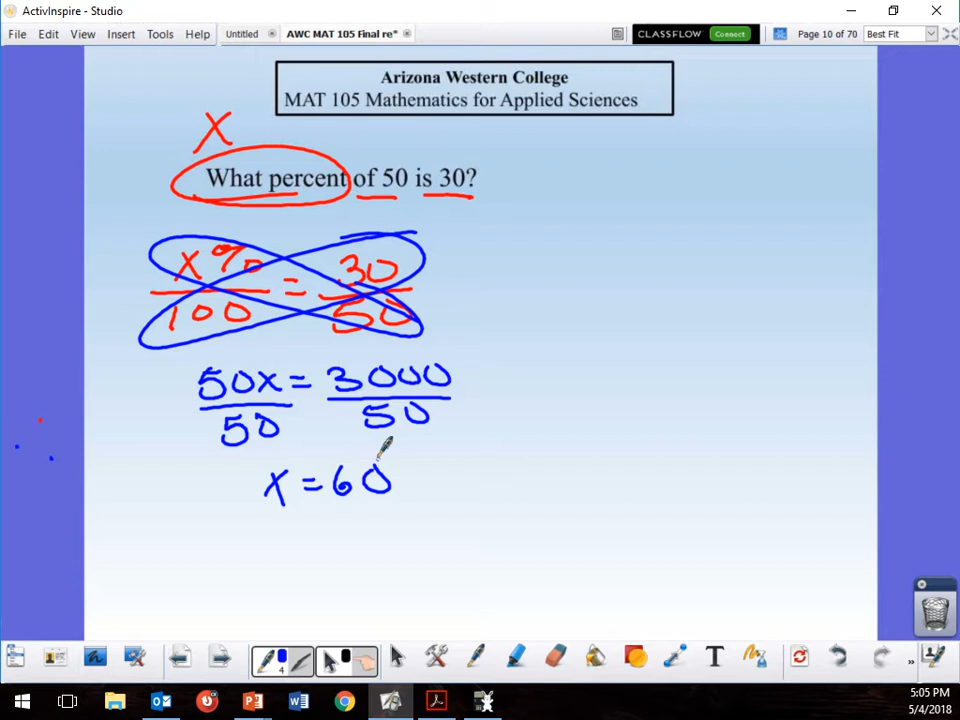 ActivInspire - Studio
File Edit View Insert Tools Help Untitled AWC MAT 105 Final re* CLASSFLOW Connect Page 10 of 70 Best Fit
Arizona Western College
MAT 105 Mathematics for Applied Sciences
X
What percent of 50 is 30?
x% = 30
100 50
50x = 3000
50 50
x = 60
4
T
5:05 PM
5/4/2018